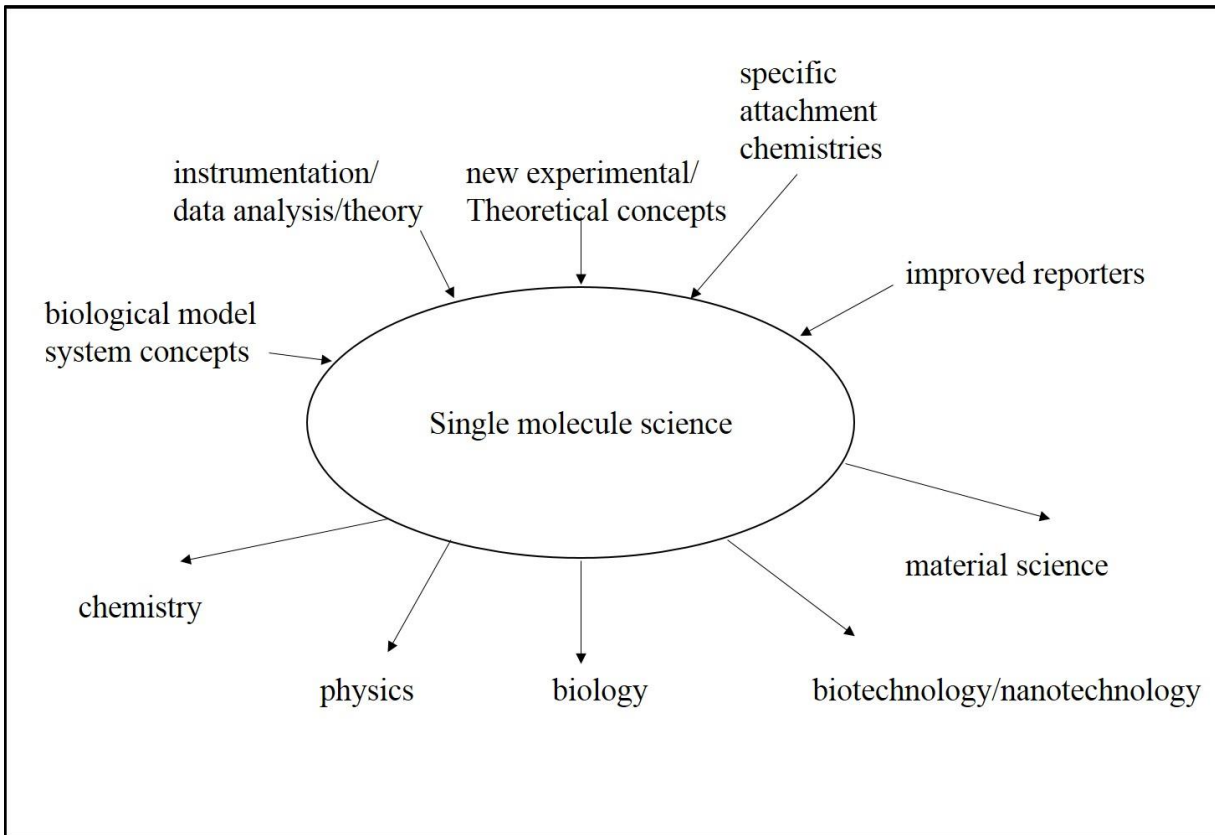 specific
attachment
chemistries
instrumentation/
data analysis/theory
new experimental/
Theoretical concepts
improved reporters
biological model
system concepts
Single molecule science
material science
chemistry
physics
biology
biotechnology/nanotechnology